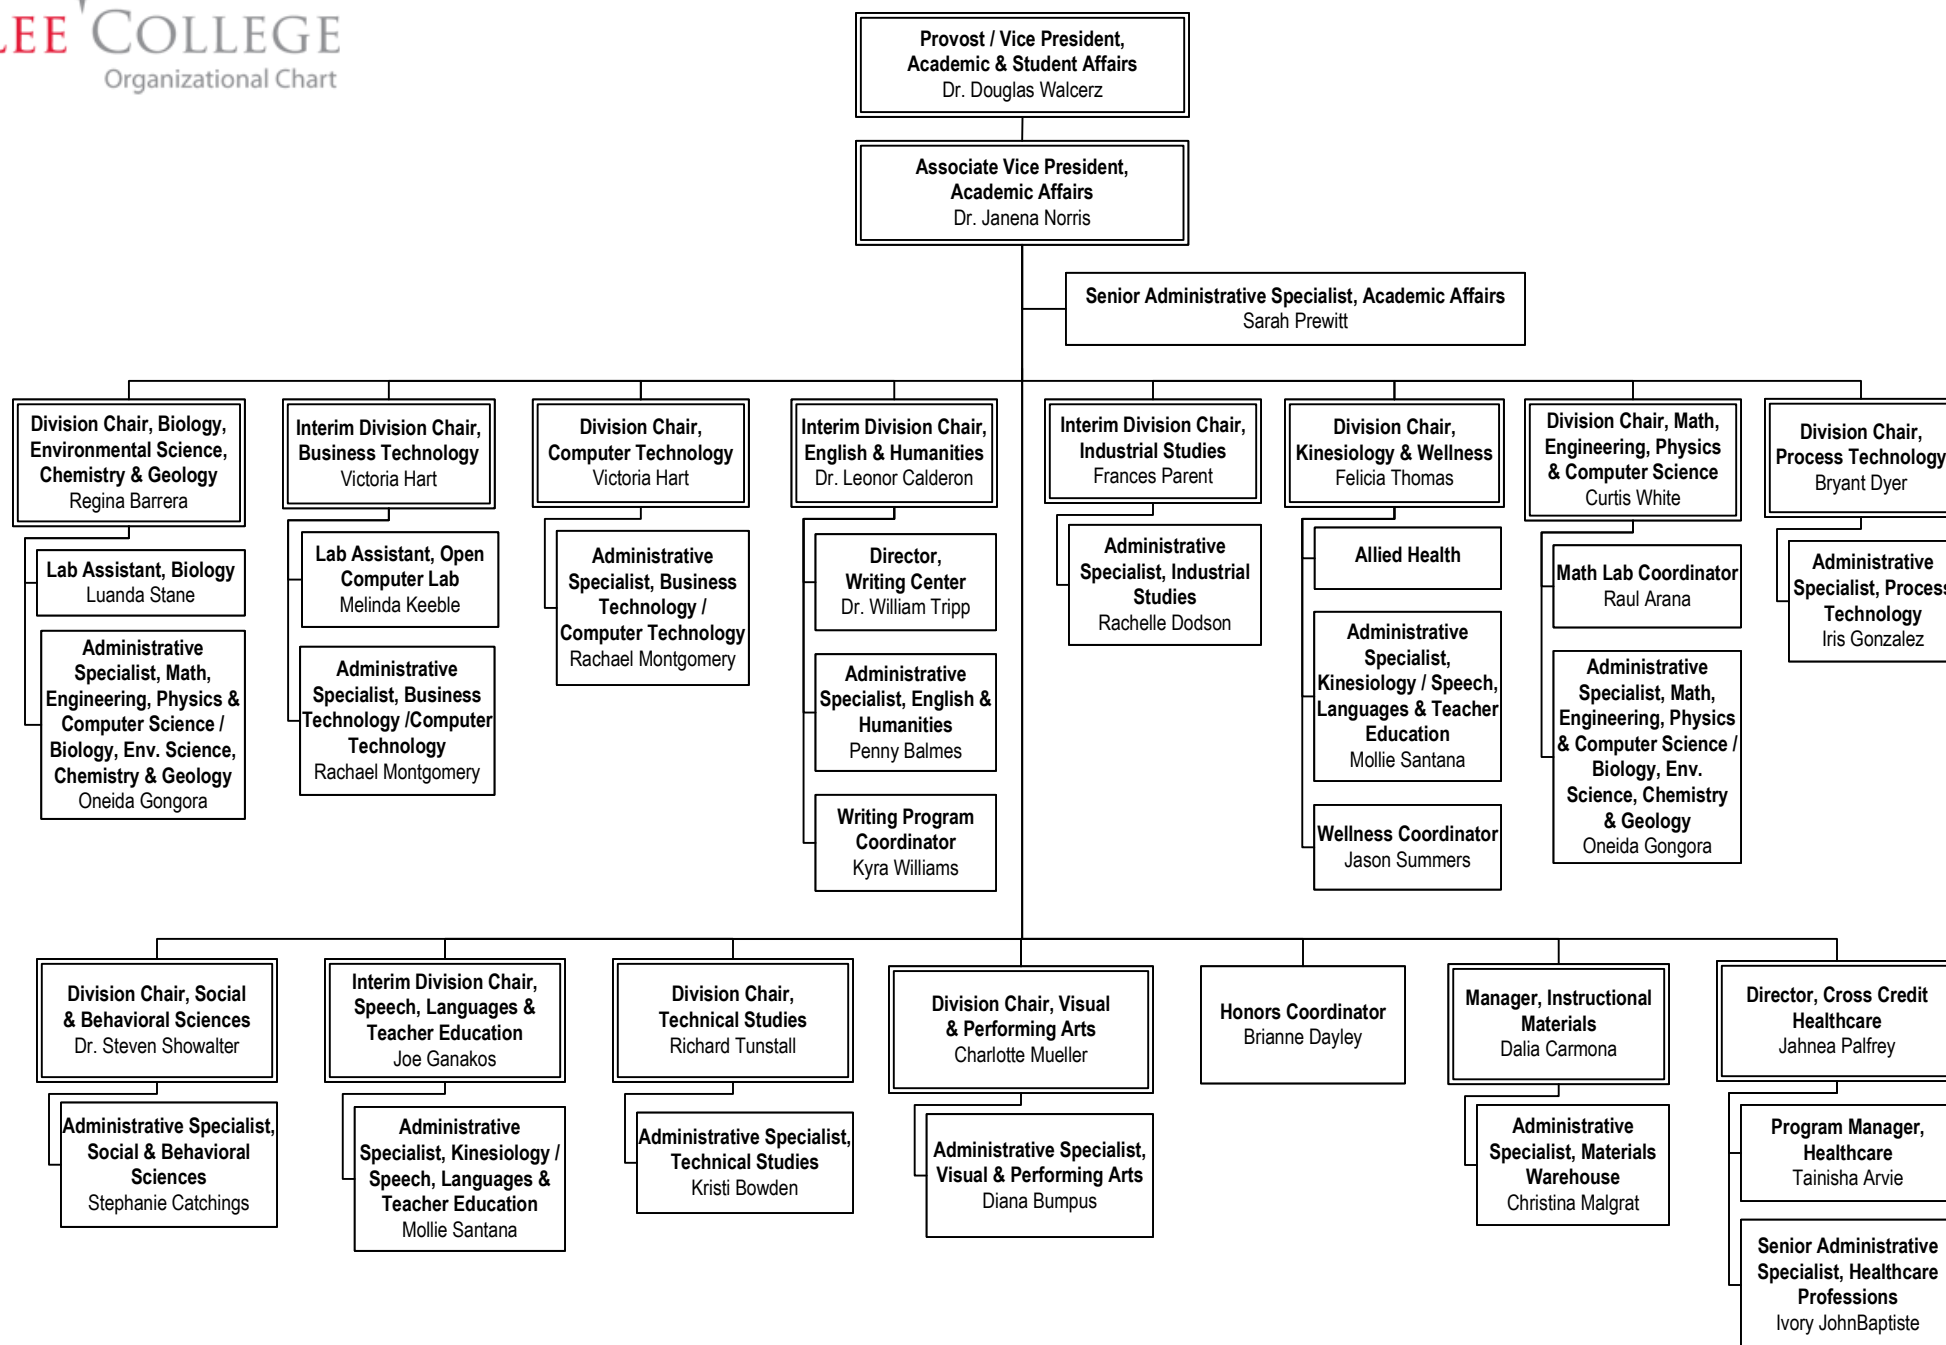 LEE COLLEGE
Organizational Chart
Provost / Vice President,
Academic & Student Affairs
Dr. Douglas Walcerz
Associate Vice President,
Academic Affairs
Dr. Janena Norris
Senior Administrative Specialist, Academic Affairs
Sarah Prewitt
Division Chair, Biology,
Environmental Science,
Chemistry & Geology
Regina Barrera
Lab Assistant, Biology
Luanda Stane
Administrative
Specialist, Math,
Engineering, Physics &
Computer Science /
Biology, Env. Science,
Chemistry & Geology
Oneida Gongora
Interim Division Chair,
Business Technology
Victoria Hart
Lab Assistant, Open
Computer Lab
Melinda Keeble
Administrative
Specialist, Business
Technology /Computer
Technology
Rachael Montgomery
Division Chair,
Computer Technology
Victoria Hart
Administrative
Specialist, Business
Technology /
Computer Technology
Rachael Montgomery
Interim Division Chair,
English & Humanities
Dr. Leonor Calderon
Director,
Writing Center
Dr. William Tripp
Administrative
Specialist, English &
Humanities
Penny Balmes
Writing Program
Coordinator
Kyra Williams
Interim Division Chair,
Industrial Studies
Frances Parent
Administrative
Specialist, Industrial
Studies
Rachelle Dodson
Division Chair,
Kinesiology & Wellness
Felicia Thomas
Allied Health
Administrative
Specialist,
Kinesiology / Speech,
Languages & Teacher
Education
Mollie Santana
Wellness Coordinator
Jason Summers
Division Chair, Math,
Engineering, Physics
& Computer Science
Curtis White
Math Lab Coordinator
Raul Arana
Administrative
Specialist, Math,
Engineering, Physics
& Computer Science /
Biology, Env.
Science, Chemistry
& Geology
Oneida Gongora
Division Chair,
Process Technology
Bryant Dyer
Administrative
Specialist, Process
Technology
Iris Gonzalez
Division Chair, Social
& Behavioral Sciences
Dr. Steven Showalter
Administrative Specialist,
Social & Behavioral
Sciences
Stephanie Catchings
Interim Division Chair,
Speech, Languages &
Teacher Education
Joe Ganakos
Administrative
Specialist, Kinesiology /
Speech, Languages &
Teacher Education
Mollie Santana
Division Chair,
Technical Studies
Richard Tunstall
Administrative Specialist,
Technical Studies
Kristi Bowden
Division Chair, Visual
& Performing Arts
Charlotte Mueller
Administrative Specialist,
Visual & Performing Arts
Diana Bumpus
Honors Coordinator
Brianne Dayley
Manager, Instructional
Materials
Dalia Carmona
Administrative
Specialist, Materials
Warehouse
Christina Malgrat
Director, Cross Credit
Healthcare
Jahnea Palfrey
Program Manager,
Healthcare
Tainisha Arvie
Senior Administrative
Specialist, Healthcare
Professions
Ivory JohnBaptiste